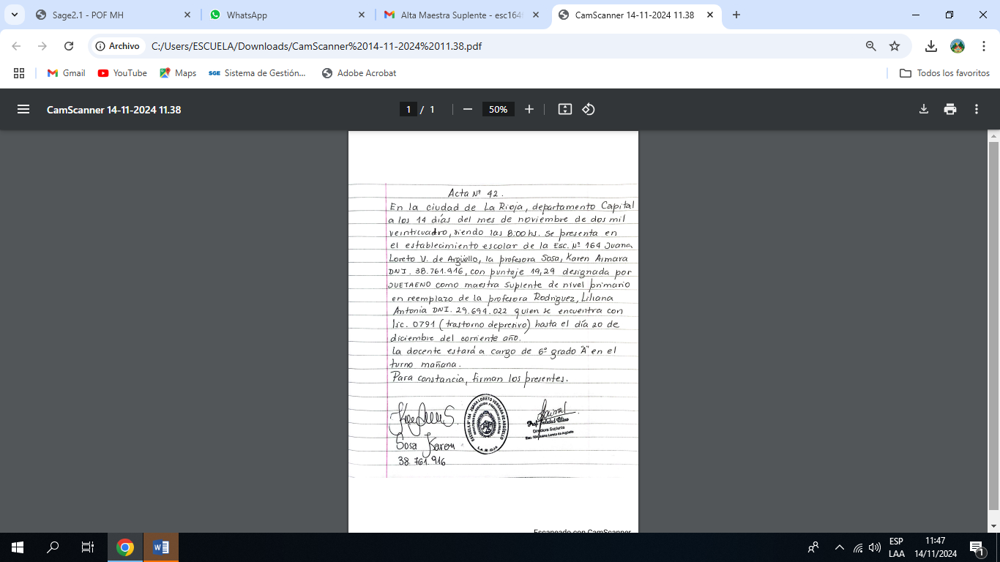 Sage2.1 - POF MH
WhatsApp
Alta Maestra Suplente - esc164
CamScanner 14-11-2024 11.38
Archivo
C:/Users/ESCUELA/Downloads/CamScanner%2014-11-2024%2011.38.pdf
Gmail
YouTube
Maps
SGE Sistema de Gestión...
Adobe Acrobat
Todos los favoritos
CamScanner 14-11-2024 11.38
1 / 1
50%
Acta Nº 42.
En la ciudad de La Rioja, departamento Capital
a los 14 días del mes de noviembre de dos mil
veinticuatro, siendo las 8:00 hs. Se presenta en
el establecimiento escolar de la Esc. Nº 164 Juana
Loreto V. de Argüello, la profesora Sosa, Karen Aimara
DNI. 38.761.916, con puntaje 19,29 designada por
JUETAENO como maestra suplente de nivel primario
en reemplazo de la profesora Rodriguez, Liliana
Antonia DNI. 29.694.022 quien se encuentra con
lic. 0791 (trastorno depresivo) hasta el día 20 de
diciembre del corriente año.
La docente estará a cargo de 6º grado "A" en el
turno mañana.
Para constancia, firman los presentes.
ESCUELA Nº 164 JUANA LORETO VERGARA DE ARGÜELLO
LA RIOJA
Directora Suplente
Esc. 164 Juana Loreto de Argüello
Sosa Karen
38.761.916
Escaneado con CamScanner
ESP
LAA
11:47
14/11/2024
1